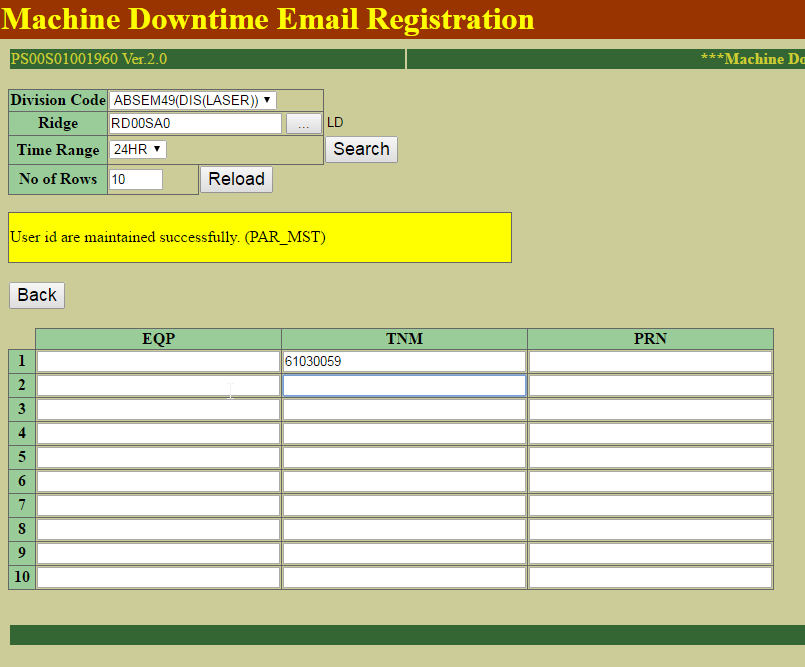 Machine Downtime Email Registration
PS00S01001960 Ver.2.0 ***Machine Do
Division Code ABSEM49(DIS(LASER))
Ridge RD00SA0 ... LD
Time Range 24HR Search
No of Rows 10 Reload
User id are maintained successfully. (PAR_MST)
Back
EQP TNM PRN
1 61030059
2
3
4
5
6
7
8
9
10